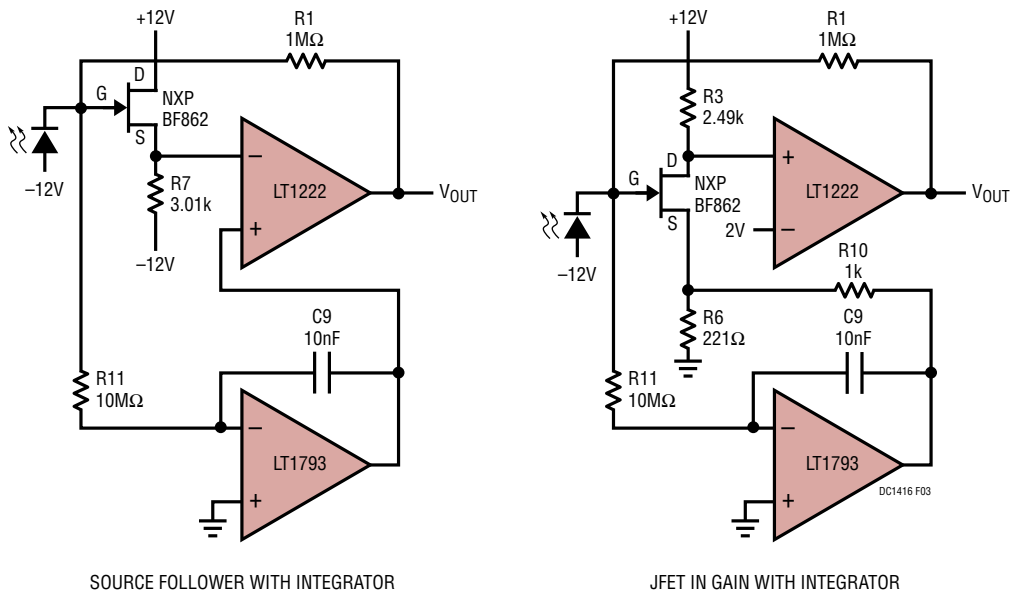 +12V
R1
1MΩ
D
G
NXP
BF862
S
–12V
R7
3.01k
–12V
–
+
LT1222
VOUT
C9
10nF
R11
10MΩ
–
+
LT1793
SOURCE FOLLOWER WITH INTEGRATOR
+12V
R1
1MΩ
R3
2.49k
D
G
NXP
BF862
S
–12V
+
–
2V
LT1222
VOUT
R10
1k
R6
221Ω
C9
10nF
R11
10MΩ
–
+
LT1793
DC1416 F03
JFET IN GAIN WITH INTEGRATOR